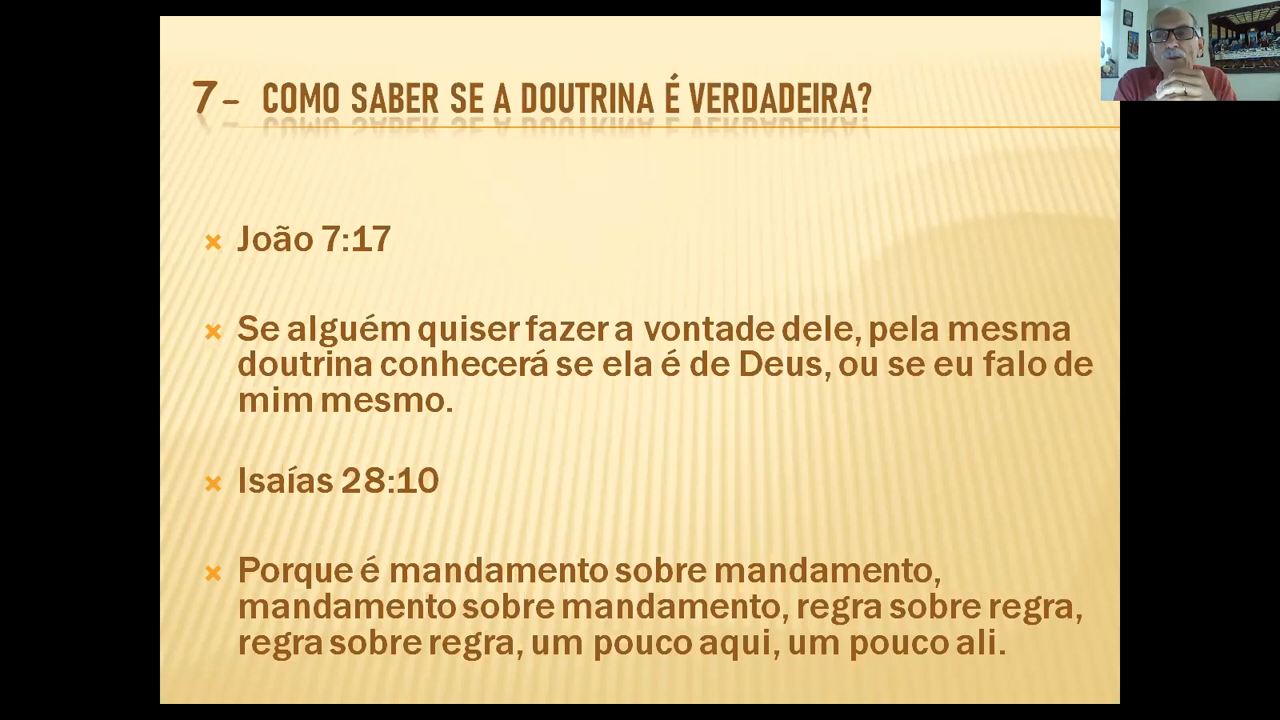 7- COMO SABER SE A DOUTRINA É VERDADEIRA?
João 7:17
Se alguém quiser fazer a vontade dele, pela mesma
doutrina conhecerá se ela é de Deus, ou se eu falo de
mim mesmo.
Isaías 28:10
Porque é mandamento sobre mandamento,
mandamento sobre mandamento, regra sobre regra,
regra sobre regra, um pouco aqui, um pouco ali.